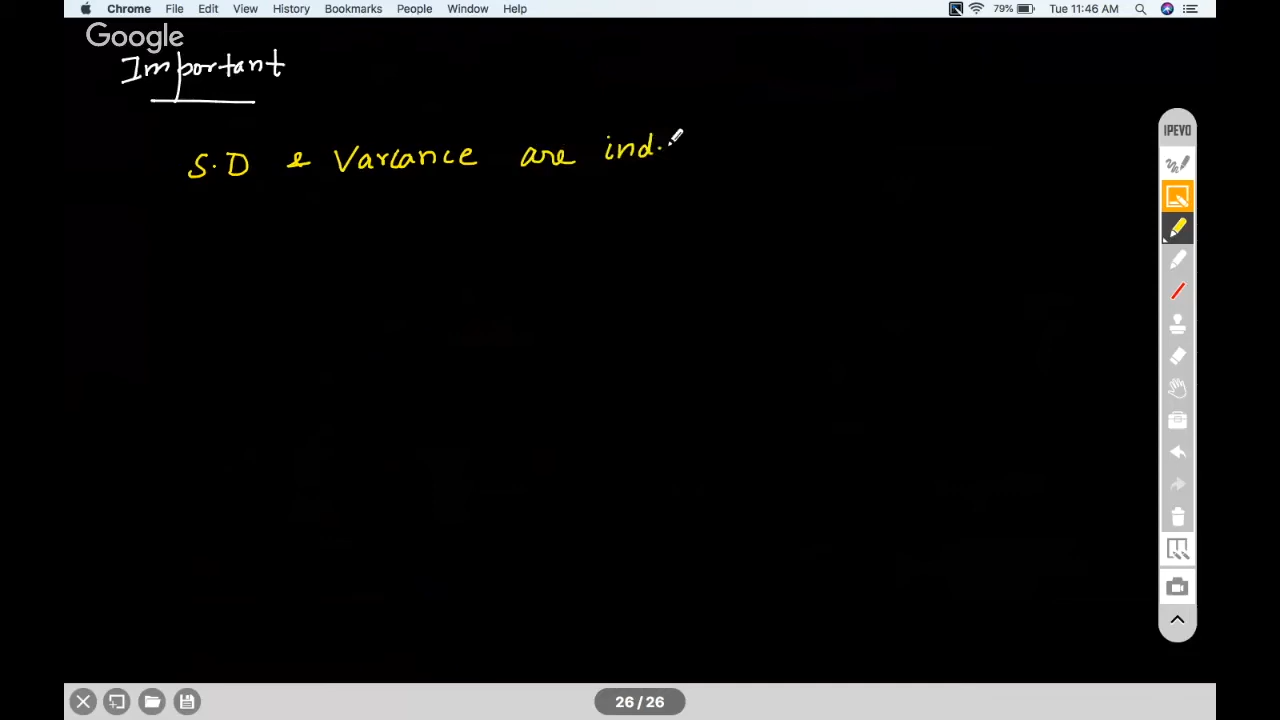 Chrome File Edit View History Bookmarks People Window Help 79% Tue 11:46 AM
Google
Important
S.D & Variance are ind.
IPEVO
26 / 26